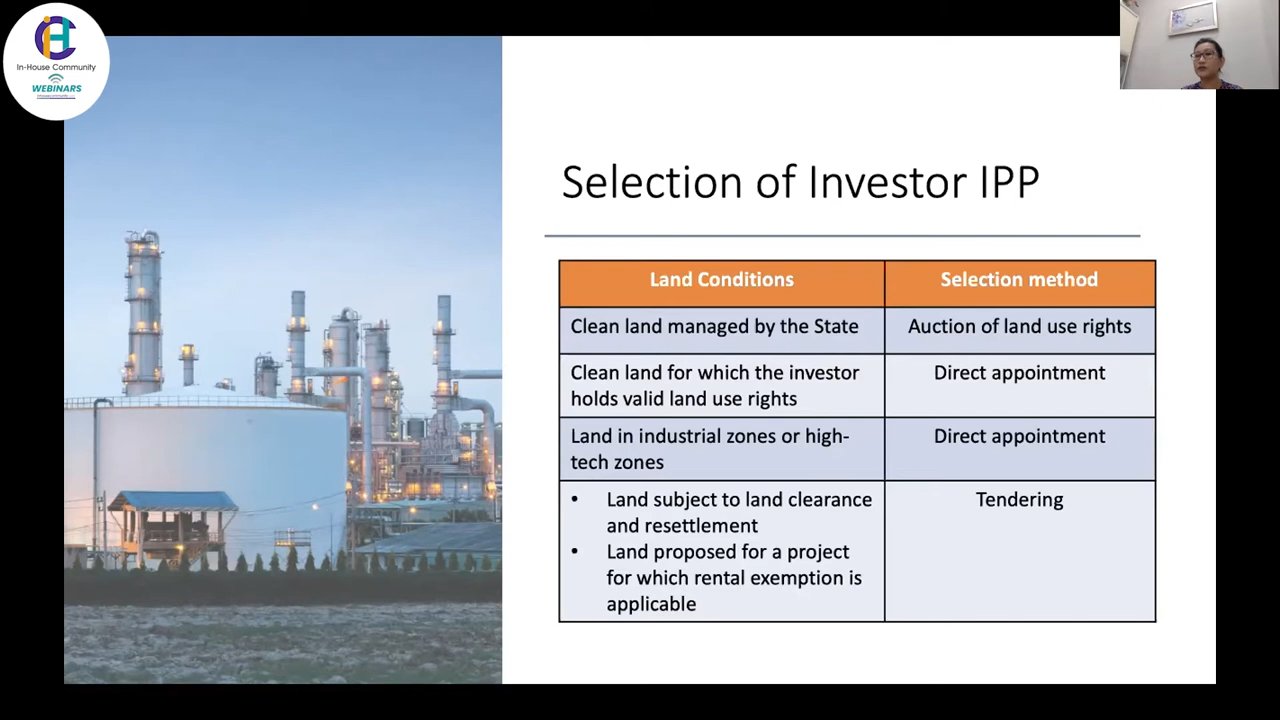 In-House Community
WEBINARS
Selection of Investor IPP
Land Conditions
Selection method
Clean land managed by the State
Auction of land use rights
Clean land for which the investor
holds valid land use rights
Direct appointment
Land in industrial zones or high-
tech zones
Direct appointment
• Land subject to land clearance
and resettlement
• Land proposed for a project
for which rental exemption is
applicable
Tendering